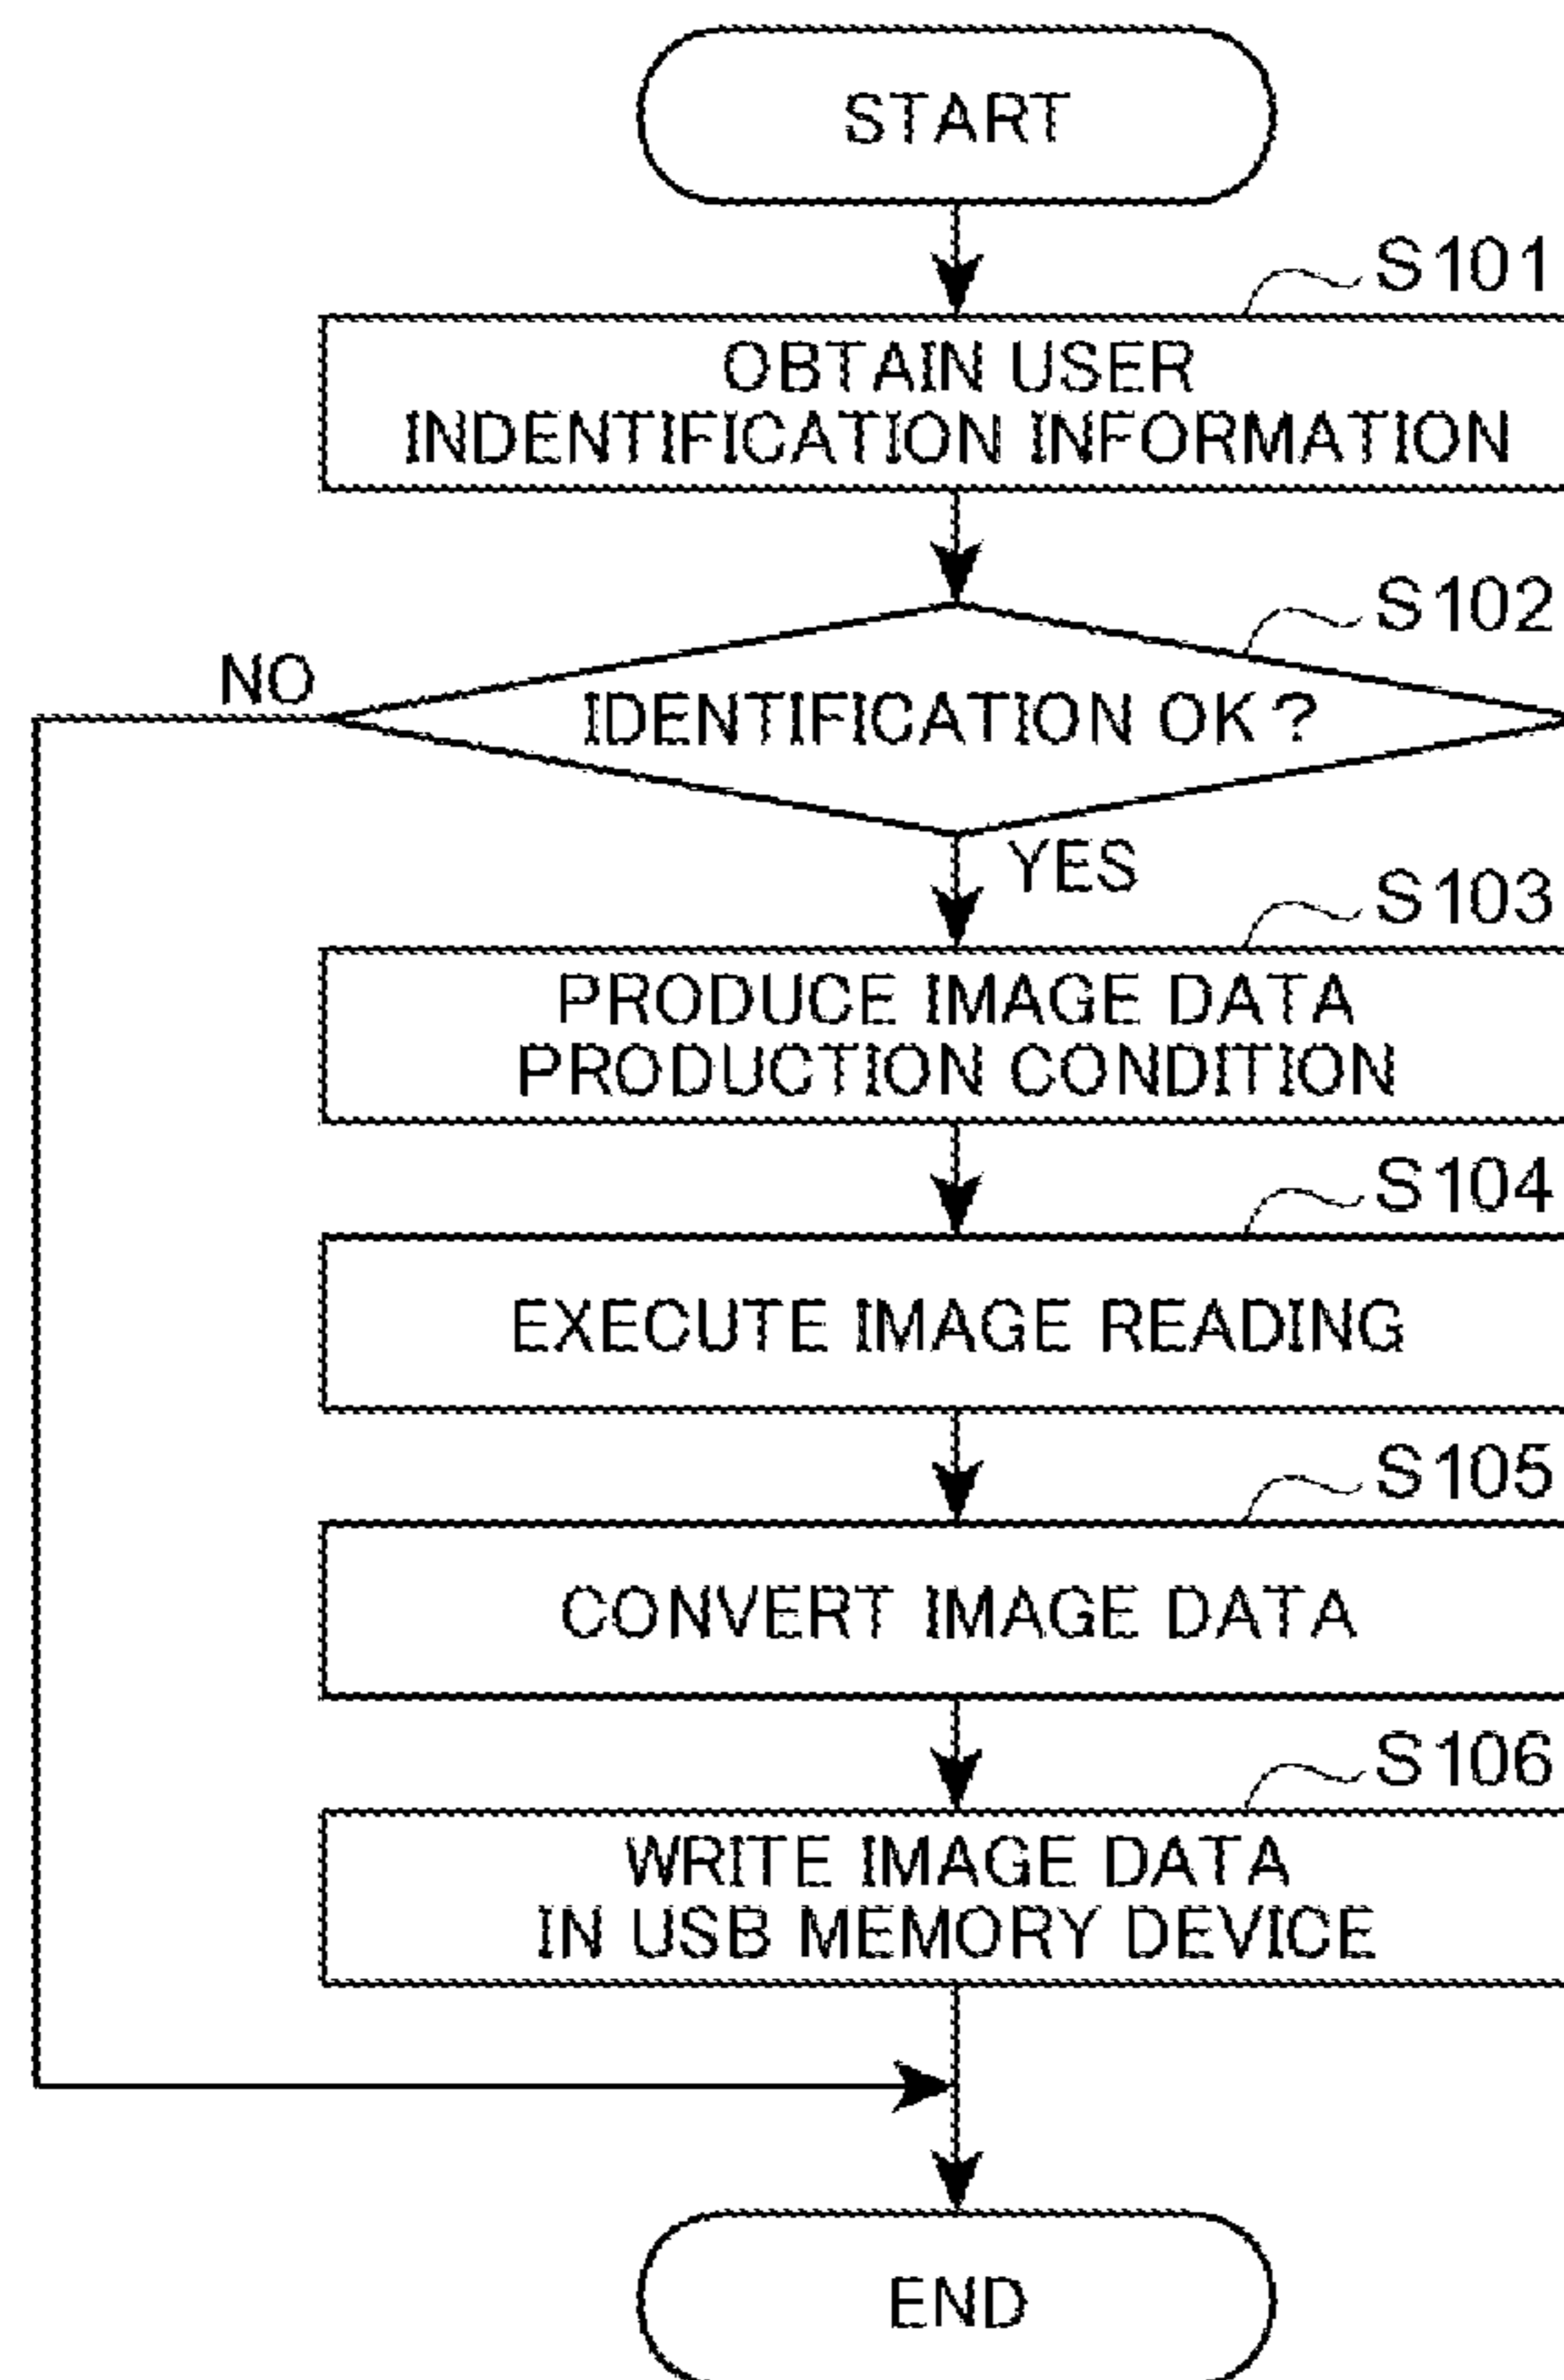 START
S101
OBTAIN USER
INDENTIFICATION INFORMATION
S102
NO
IDENTIFICATION OK?
YES
S103
PRODUCE IMAGE DATA
PRODUCTION CONDITION
S104
EXECUTE IMAGE READING
S105
CONVERT IMAGE DATA
S106
WRITE IMAGE DATA
IN USB MEMORY DEVICE
END